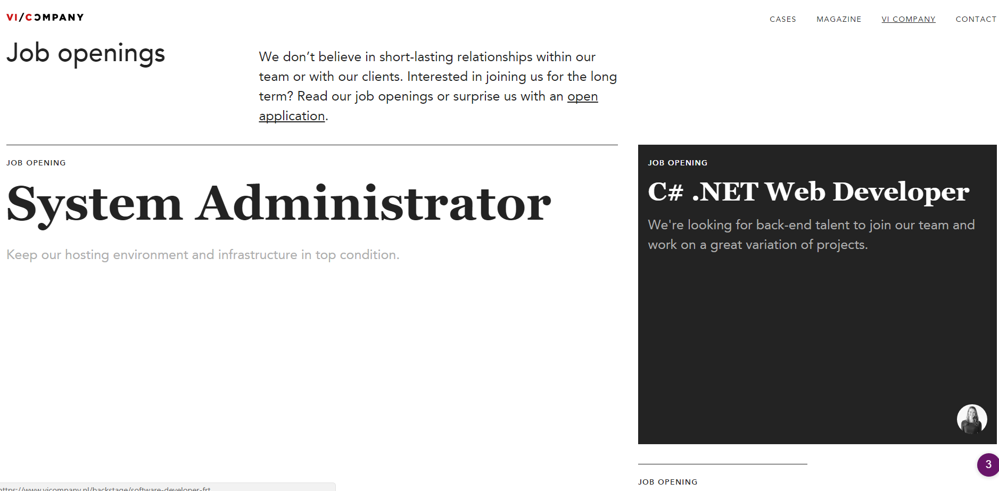 VI/COMPANY
CASES MAGAZINE VI COMPANY CONTACT
Job openings
We don’t believe in short-lasting relationships within our
team or with our clients. Interested in joining us for the long
term? Read our job openings or surprise us with an open
application.
JOB OPENING
System Administrator
Keep our hosting environment and infrastructure in top condition.
JOB OPENING
C# .NET Web Developer
We're looking for back-end talent to join our team and
work on a great variation of projects.
3
JOB OPENING
https://www.vicompany.nl/backstage/software-developer-frt